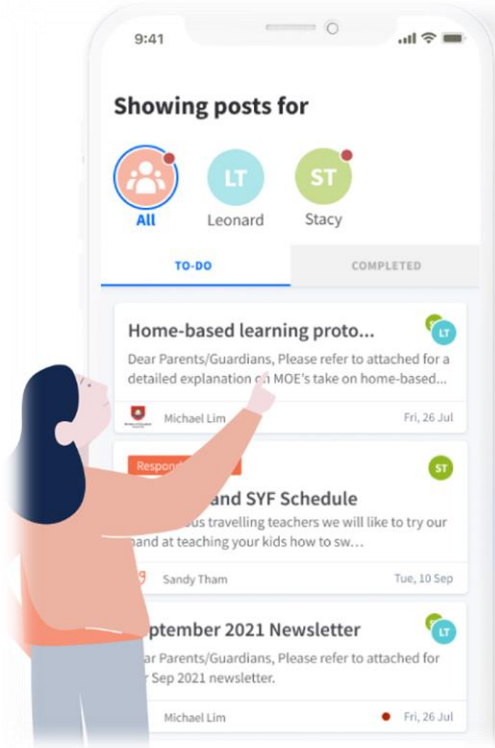 9:41
Showing posts for
LT
ST
All
Leonard
Stacy
TO-DO
COMPLETED
Home-based learning proto...
LT
Dear Parents/Guardians, Please refer to attached for a
detailed explanation on MOE's take on home-based...
Michael Lim
Fri, 26 Jul
ST
and SYF Schedule
travelling teachers we will like to try our
at teaching your kids how to sw...
Sandy Tham
Tue, 10 Sep
2021 Newsletter
LT
Parents/Guardians, Please refer to attached for
Sep 2021 newsletter.
Michael Lim
Fri, 26 Jul